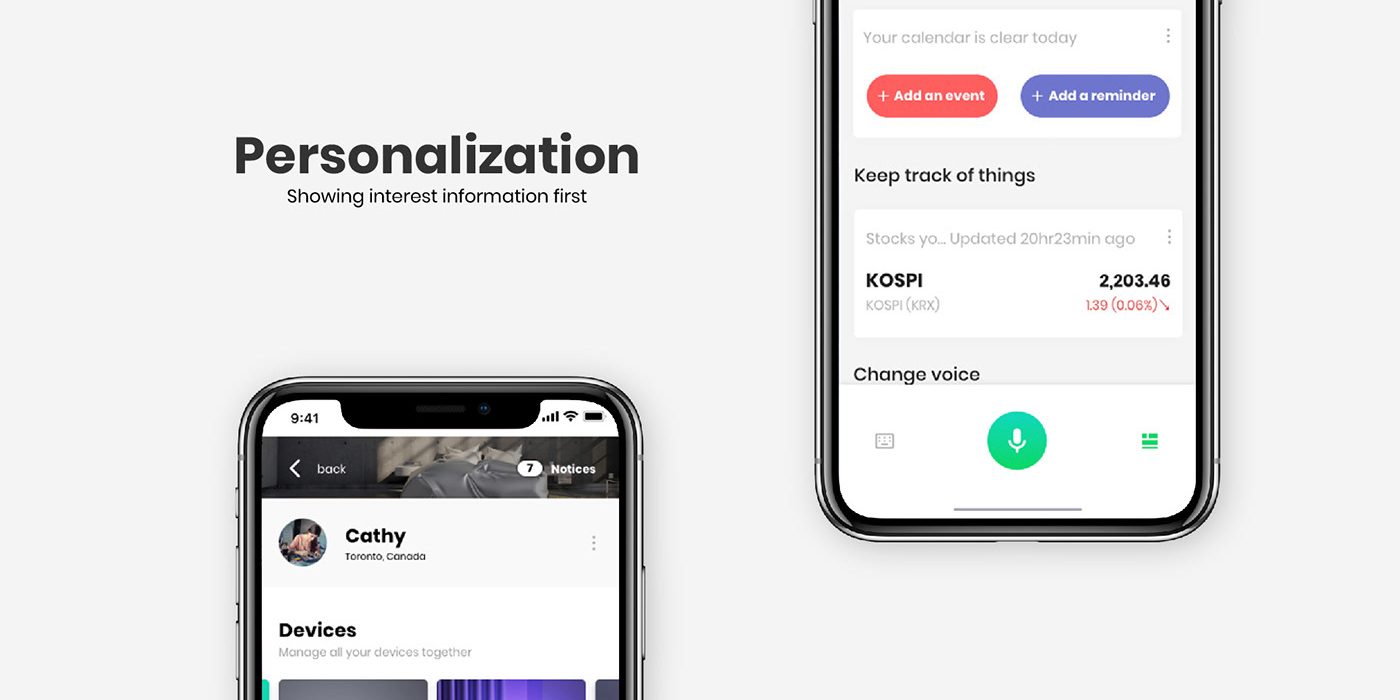 Personalization
Showing interest information first
9:41
back
7 Notices
Cathy
Toronto, Canada
Devices
Manage all your devices together
Your calendar is clear today
+ Add an event
+ Add a reminder
Keep track of things
Stocks yo... Updated 20hr23min ago
KOSPI 2,203.46
KOSPI (KRX) 1.39 (0.06%)↘
Change voice